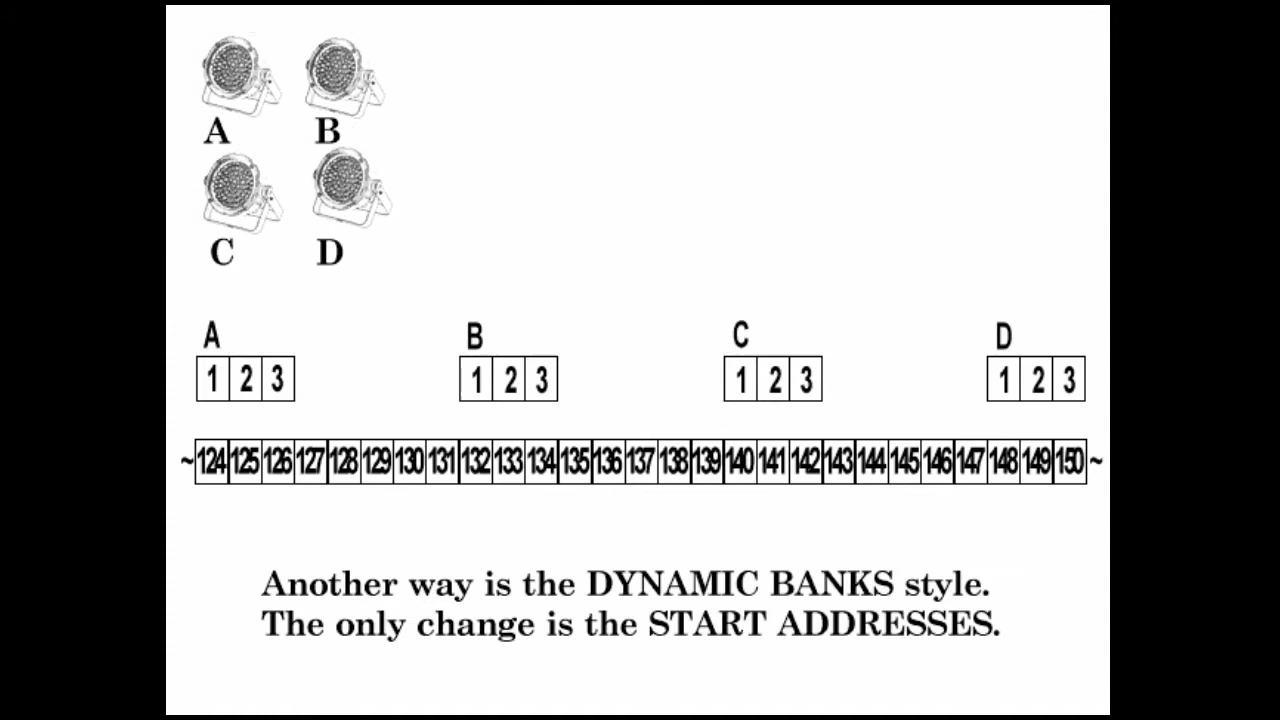 A B
C D
A B C D
1 2 3 1 2 3 1 2 3 1 2 3
~ 124 125 126 127 128 129 130 131 132 133 134 135 136 137 138 139 140 141 142 143 144 145 146 147 148 149 150 ~
Another way is the DYNAMIC BANKS style.
The only change is the START ADDRESSES.